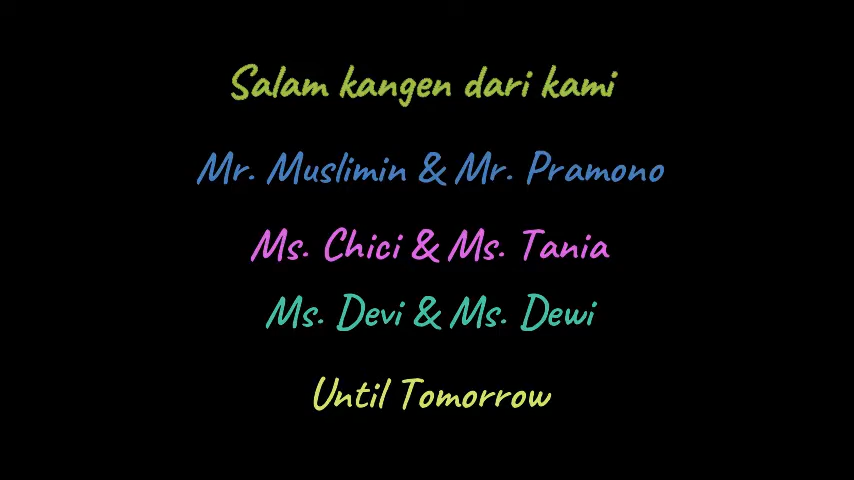 Salam kangen dari kami
Mr. Muslimin & Mr. Pramono
Ms. Chici & Ms. Tania
Ms. Devi & Ms. Dewi
Until Tomorrow